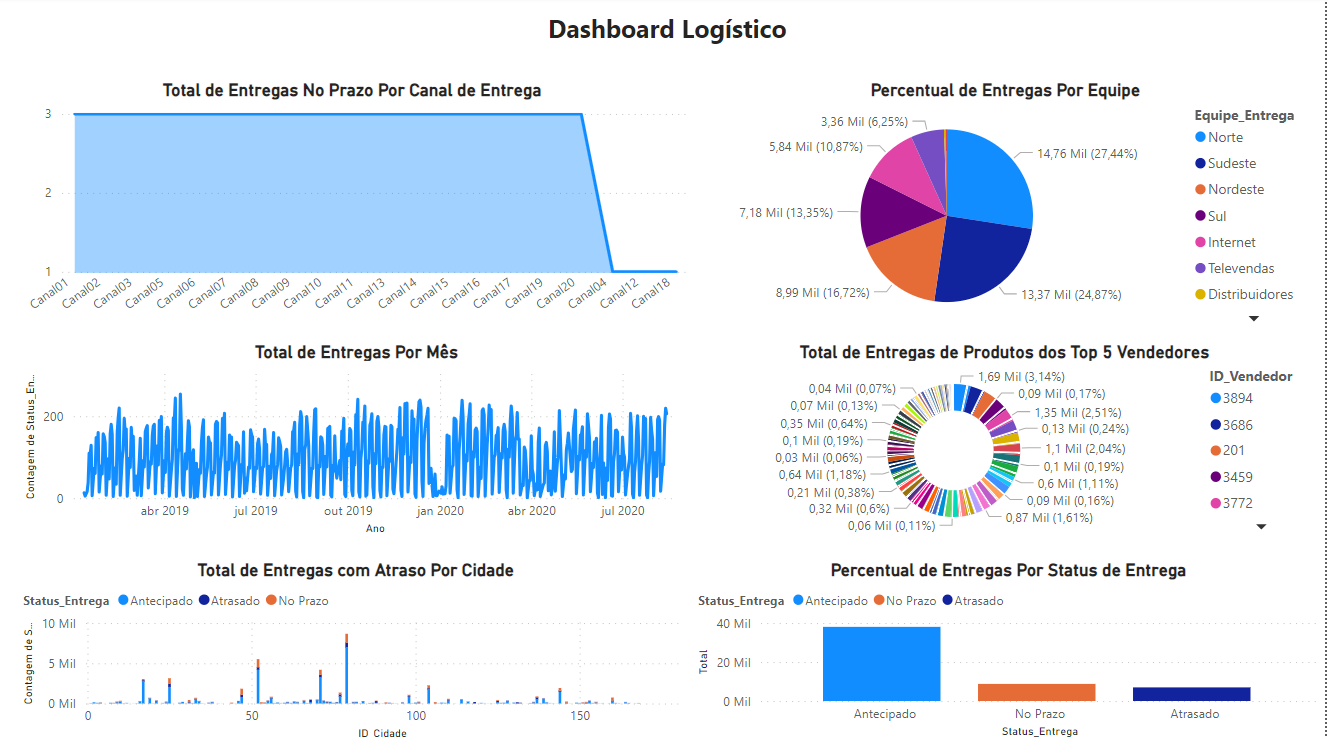 Dashboard Logístico
Total de Entregas No Prazo Por Canal de Entrega
3
2
1
Canal01
Canal02
Canal03
Canal05
Canal06
Canal07
Canal08
Canal09
Canal10
Canal11
Canal13
Canal14
Canal15
Canal16
Canal17
Canal19
Canal20
Canal04
Canal12
Canal18
Percentual de Entregas Por Equipe
3,36 Mil (6,25%)
5,84 Mil (10,87%)
7,18 Mil (13,35%)
8,99 Mil (16,72%)
14,76 Mil (27,44%)
13,37 Mil (24,87%)
Equipe_Entrega
Norte
Sudeste
Nordeste
Sul
Internet
Televendas
Distribuidores
Total de Entregas Por Mês
Contagem de Status_En...
200
0
abr 2019
jul 2019
out 2019
jan 2020
abr 2020
jul 2020
Ano
Total de Entregas de Produtos dos Top 5 Vendedores
0,04 Mil (0,07%)
0,07 Mil (0,13%)
0,35 Mil (0,64%)
0,1 Mil (0,19%)
0,03 Mil (0,06%)
0,64 Mil (1,18%)
0,21 Mil (0,38%)
0,32 Mil (0,6%)
0,06 Mil (0,11%)
1,69 Mil (3,14%)
0,09 Mil (0,17%)
1,35 Mil (2,51%)
0,13 Mil (0,24%)
1,1 Mil (2,04%)
0,1 Mil (0,19%)
0,6 Mil (1,11%)
0,09 Mil (0,16%)
0,87 Mil (1,61%)
ID_Vendedor
3894
3686
201
3459
3772
Total de Entregas com Atraso Por Cidade
Status_Entrega Antecipado Atrasado No Prazo
Contagem de S...
10 Mil
5 Mil
0 Mil
0
50
100
150
ID_Cidade
Percentual de Entregas Por Status de Entrega
Status_Entrega Antecipado No Prazo Atrasado
Total
40 Mil
20 Mil
0 Mil
Antecipado
No Prazo
Atrasado
Status_Entrega